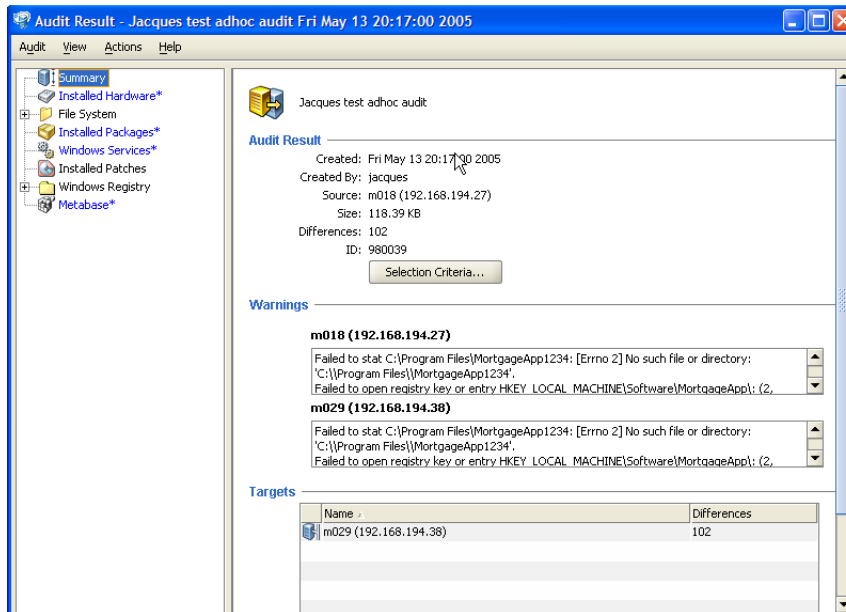 Audit Result - Jacques test adhoc audit Fri May 13 20:17:00 2005
Audit View Actions Help
Summary
Installed Hardware*
File System
Installed Packages*
Windows Services*
Installed Patches
Windows Registry
Metabase*
Jacques test adhoc audit
Audit Result
Created: Fri May 13 20:17:00 2005
Created By: jacques
Source: m018 (192.168.194.27)
Size: 118.39 KB
Differences: 102
ID: 980039
Selection Criteria...
Warnings
m018 (192.168.194.27)
Failed to stat C:\Program Files\MortgageApp1234: [Errno 2] No such file or directory:
'C:\\Program Files\\MortgageApp1234'.
Failed to open registry key or entry HKEY_LOCAL_MACHINE\Software\MortgageApp\: (2,
m029 (192.168.194.38)
Failed to stat C:\Program Files\MortgageApp1234: [Errno 2] No such file or directory:
'C:\\Program Files\\MortgageApp1234'.
Failed to open registry key or entry HKEY_LOCAL_MACHINE\Software\MortgageApp\: (2,
Targets
Name Differences
m029 (192.168.194.38) 102